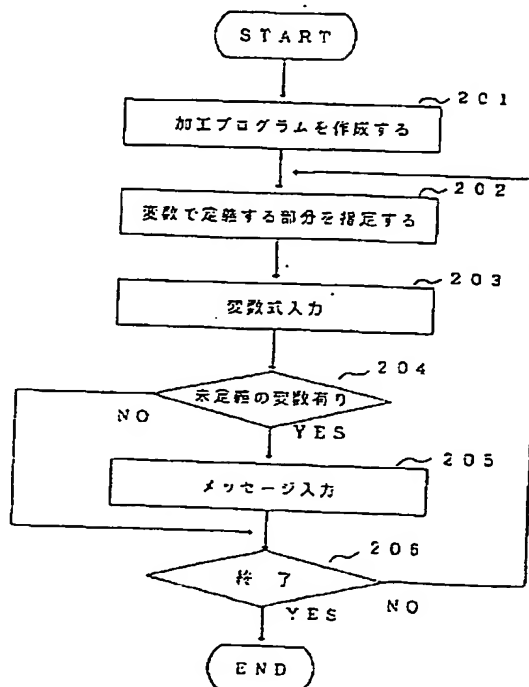 START
201
加工プログラムを作成する
202
変数で定義する部分を指定する
203
変数式入力
204
未定義の変数有り
NO
YES
205
メッセージ入力
206
終了
YES
NO
END